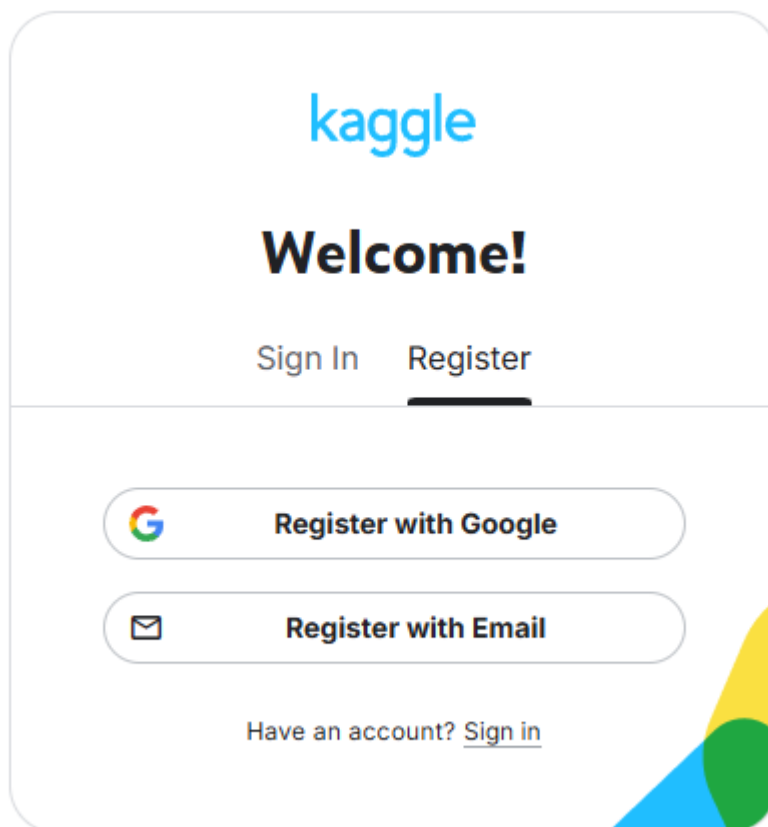 kaggle
Welcome!
Sign In Register
Register with Google
Register with Email
Have an account? Sign in